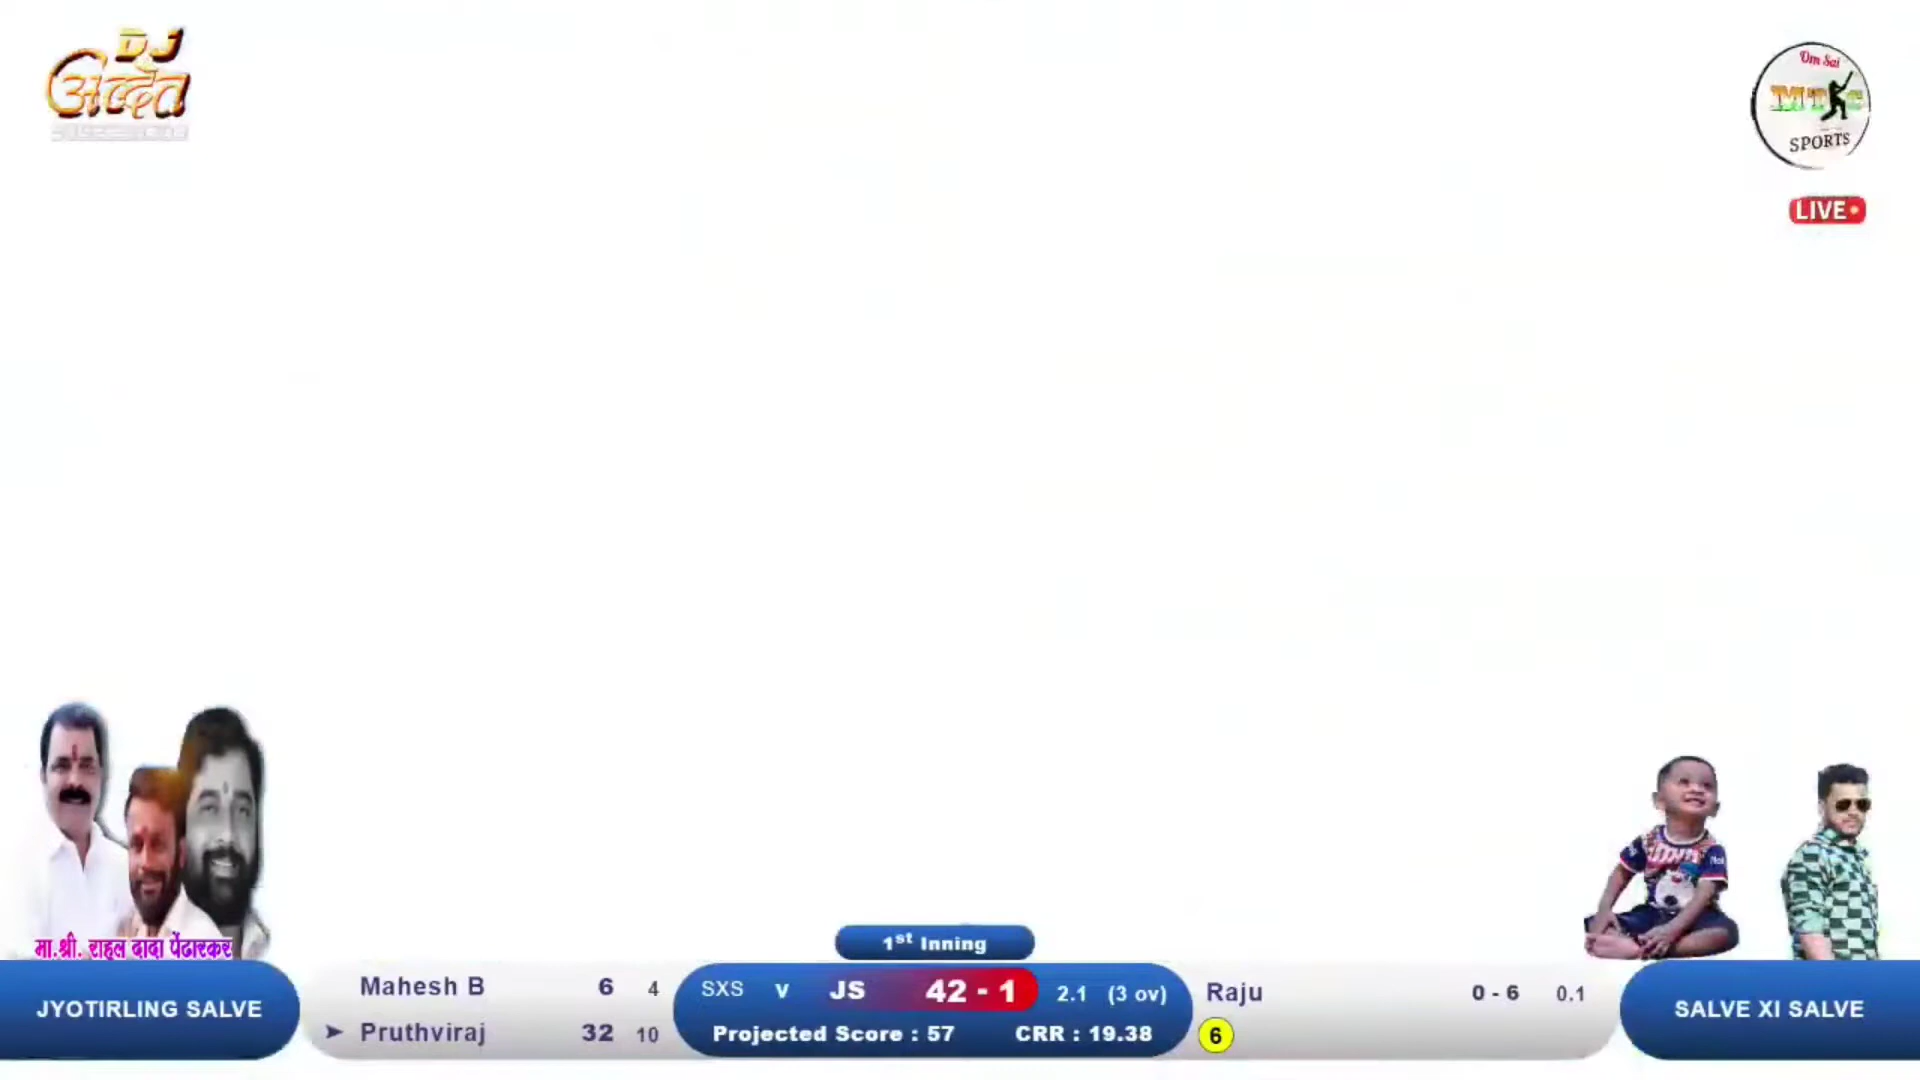 DJ
अव्देत
Om Sai
SPORTS
LIVE
मा.श्री. राहुल दादा पेंढारकर
1st Inning
JYOTIRLING SALVE
Mahesh B 6 4
➤ Pruthviraj 32 10
SXS v JS 42 - 1 2.1 (3 ov)
Projected Score : 57 CRR : 19.38
Raju 0 - 6 0.1
6
SALVE XI SALVE